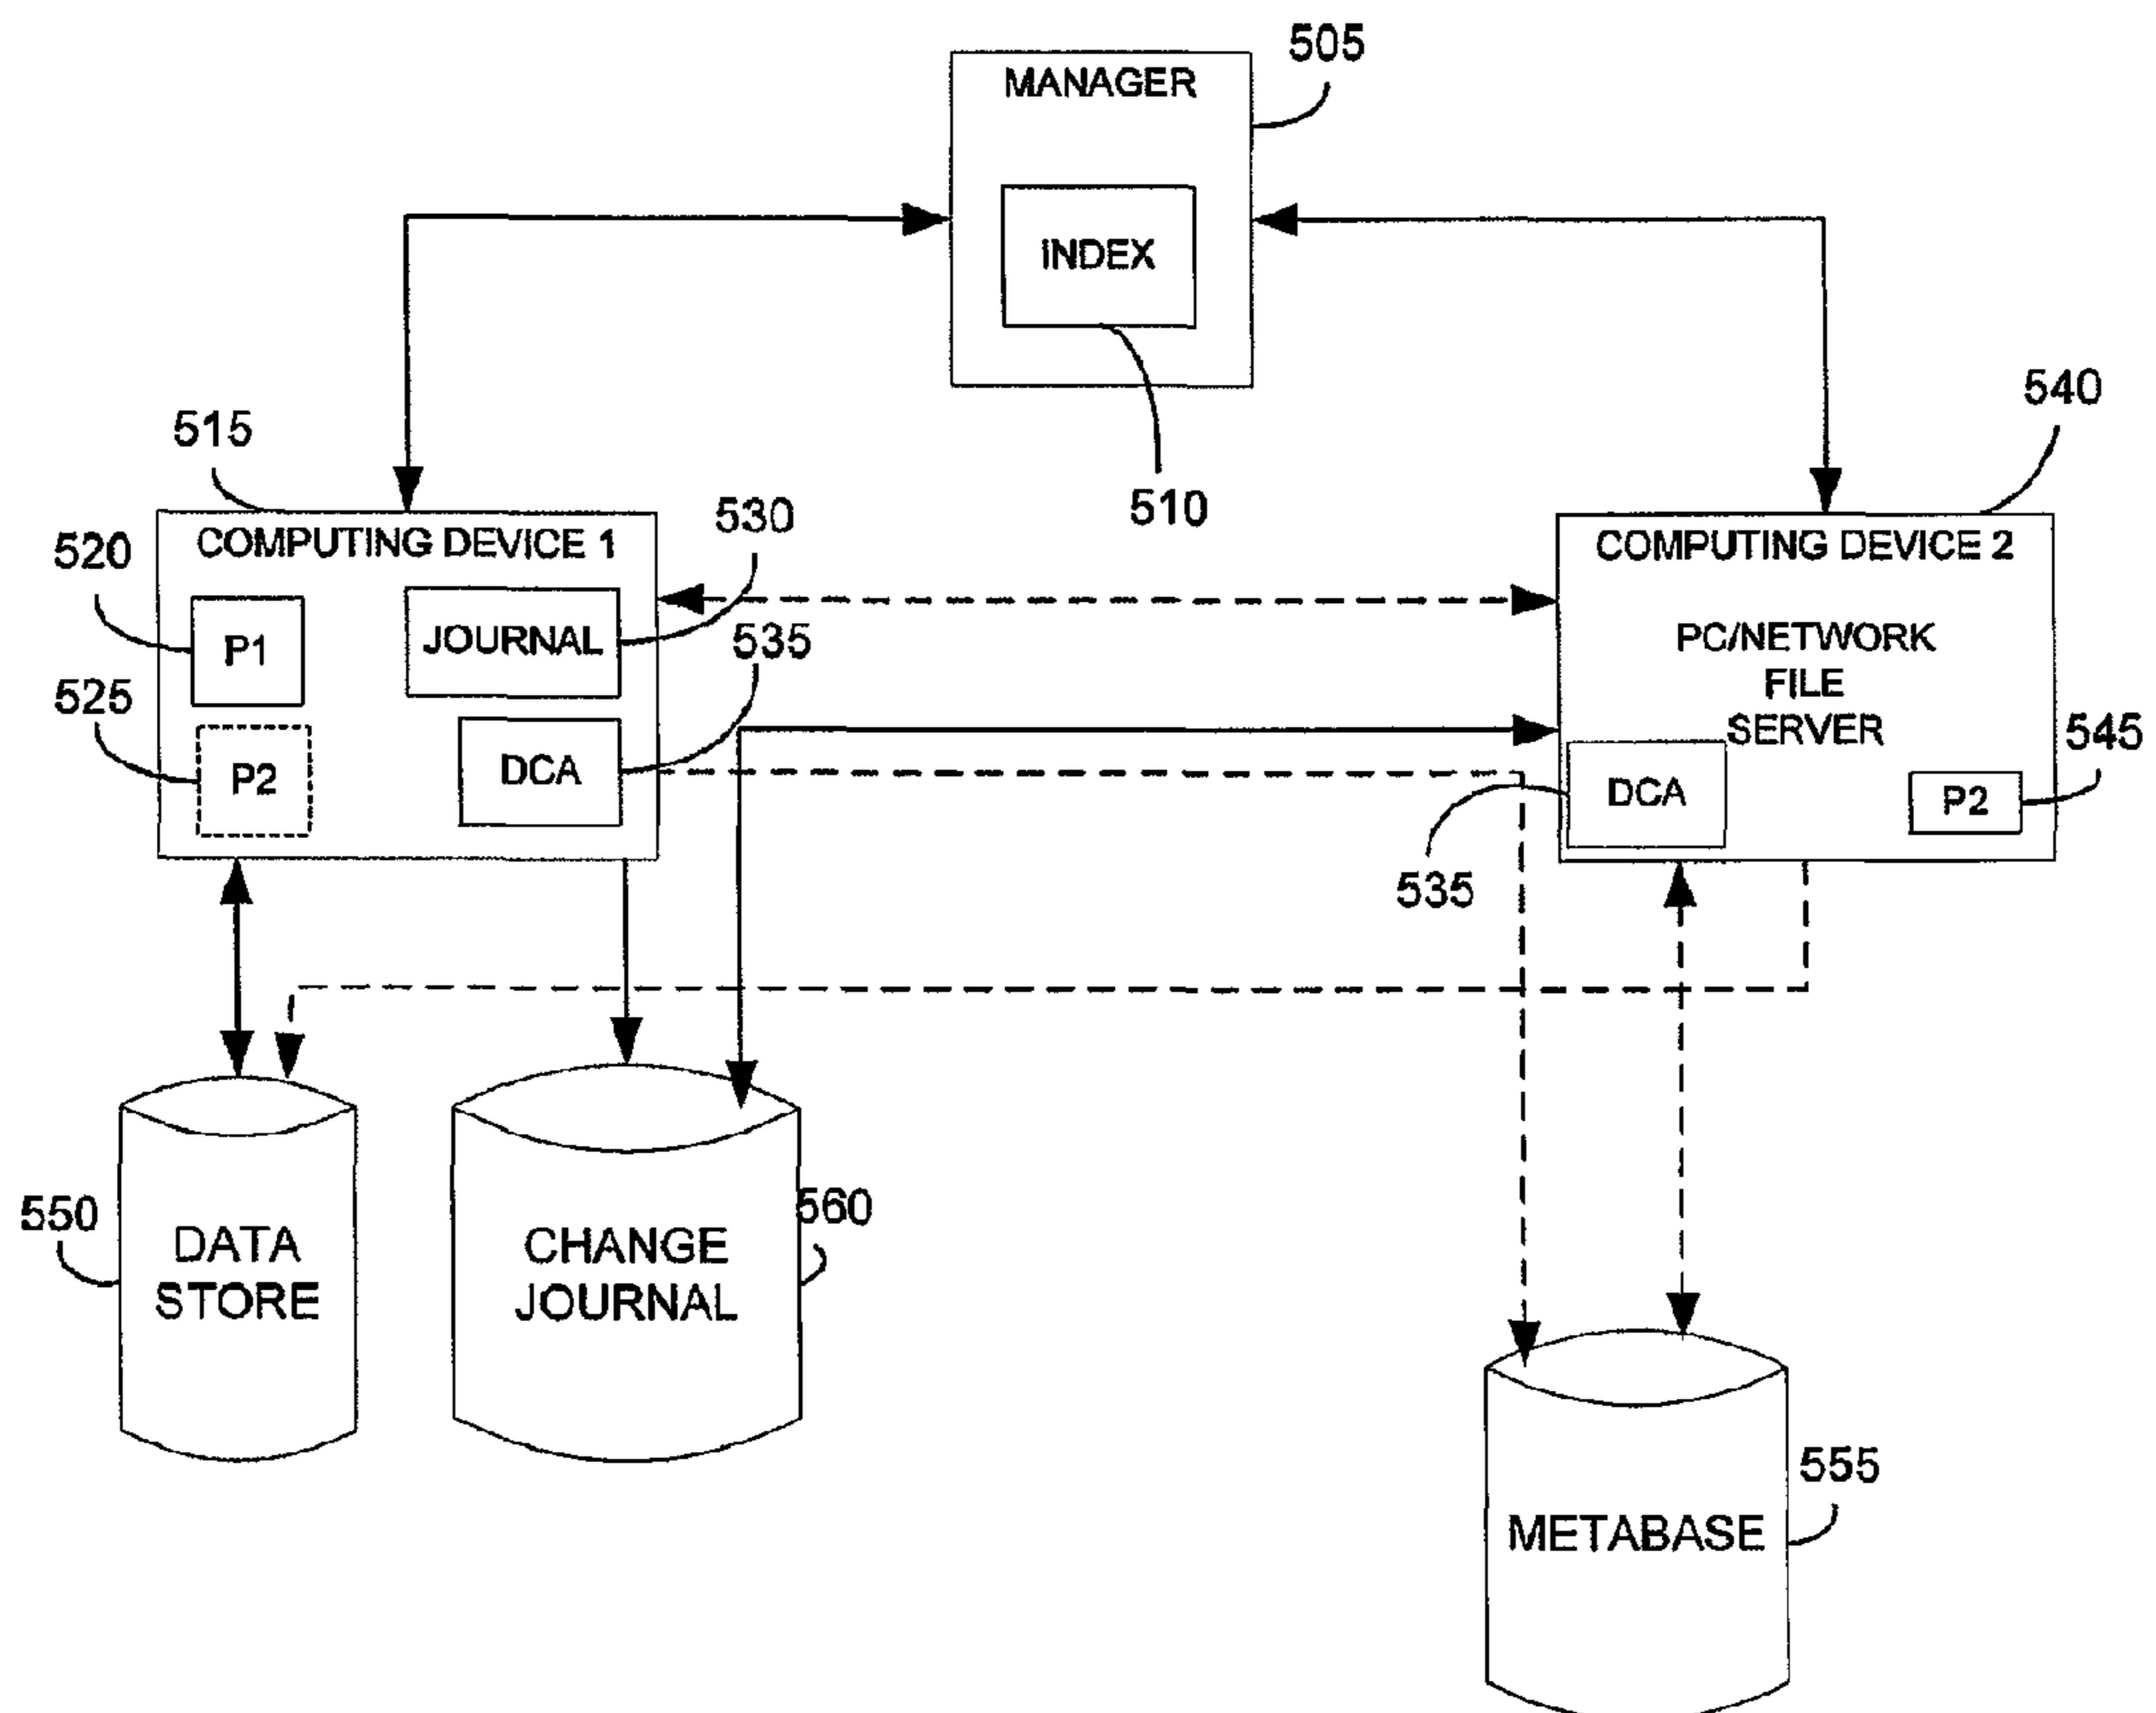 505
MANAGER
INDEX
510
515
540
COMPUTING DEVICE 1
530
520
P1
JOURNAL
535
525
P2
DCA
COMPUTING DEVICE 2
PC/NETWORK
FILE
SERVER
545
DCA
P2
535
550
DATA
STORE
560
CHANGE
JOURNAL
555
METABASE